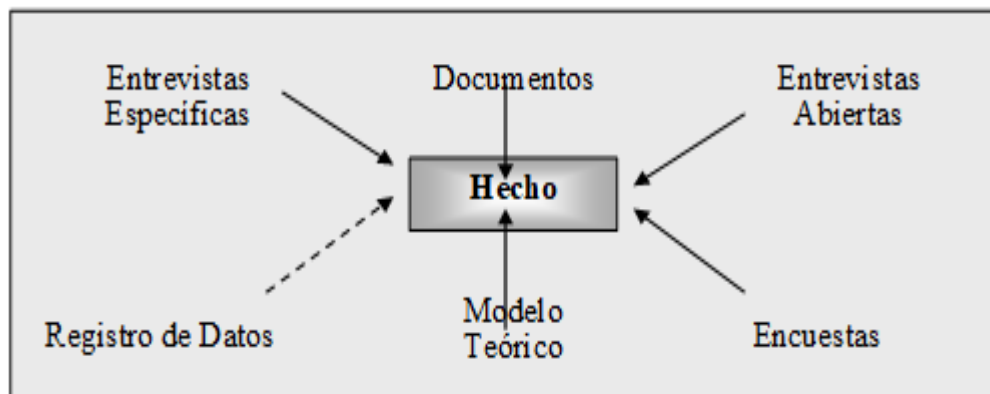 Entrevistas
Específicas
Documentos
Entrevistas
Abiertas
Hecho
Registro de Datos
Modelo
Teórico
Encuestas